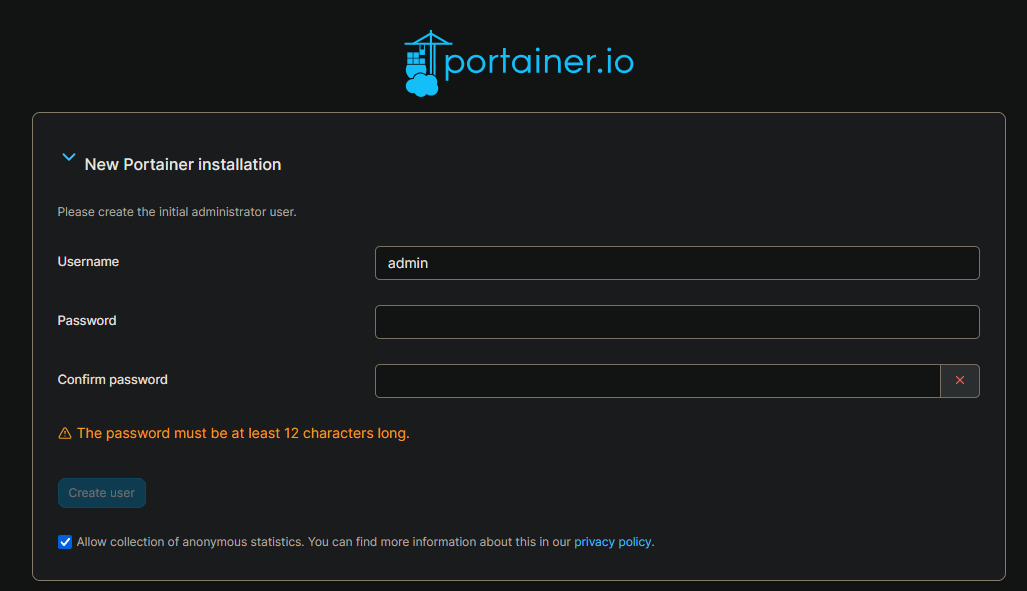 portainer.io
New Portainer installation
Please create the initial administrator user.
Username
admin
Password
Confirm password
The password must be at least 12 characters long.
Create user
Allow collection of anonymous statistics. You can find more information about this in our privacy policy.